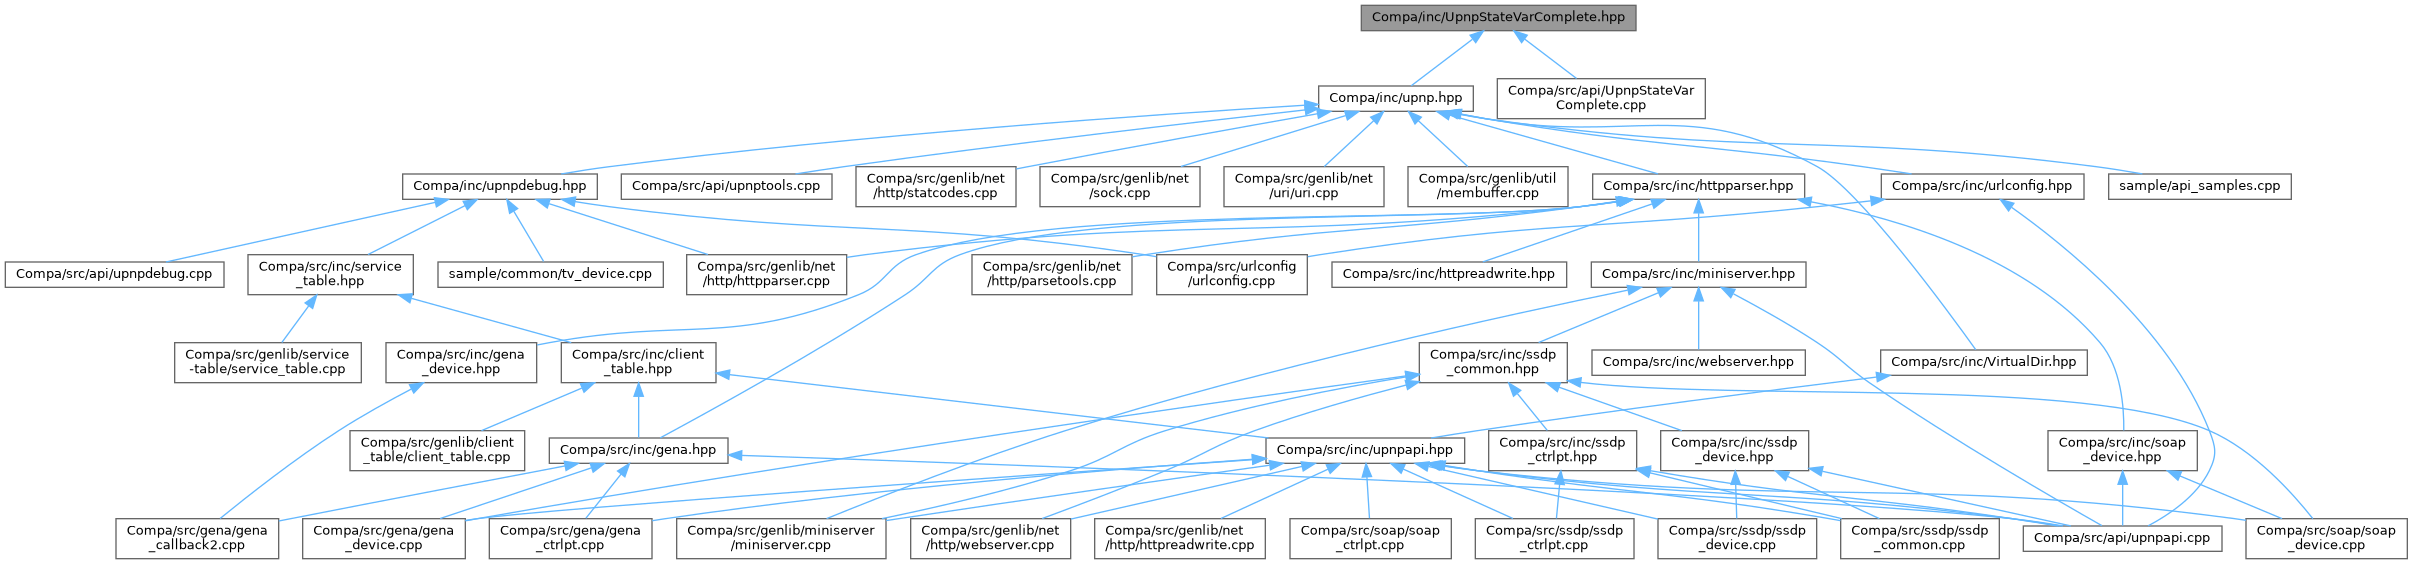 Compa/inc/UpnpStateVarComplete.hpp
Compa/inc/upnp.hpp
Compa/src/api/UpnpStateVar
Complete.cpp
Compa/inc/upnpdebug.hpp
Compa/src/api/upnptools.cpp
Compa/src/genlib/net
/http/statcodes.cpp
Compa/src/genlib/net
/sock.cpp
Compa/src/genlib/net
/uri/uri.cpp
Compa/src/genlib/util
/membuffer.cpp
Compa/src/inc/httpparser.hpp
Compa/src/inc/urlconfig.hpp
sample/api_samples.cpp
Compa/src/api/upnpdebug.cpp
Compa/src/inc/service
_table.hpp
sample/common/tv_device.cpp
Compa/src/genlib/net
/http/httpparser.cpp
Compa/src/genlib/net
/http/parsetools.cpp
Compa/src/urlconfig
/urlconfig.cpp
Compa/src/inc/httpreadwrite.hpp
Compa/src/inc/miniserver.hpp
Compa/src/genlib/service
-table/service_table.cpp
Compa/src/inc/gena
_device.hpp
Compa/src/inc/client
_table.hpp
Compa/src/inc/ssdp
_common.hpp
Compa/src/inc/webserver.hpp
Compa/src/inc/VirtualDir.hpp
Compa/src/genlib/client
_table/client_table.cpp
Compa/src/inc/gena.hpp
Compa/src/inc/upnpapi.hpp
Compa/src/inc/ssdp
_ctrlpt.hpp
Compa/src/inc/ssdp
_device.hpp
Compa/src/inc/soap
_device.hpp
Compa/src/gena/gena
_callback2.cpp
Compa/src/gena/gena
_device.cpp
Compa/src/gena/gena
_ctrlpt.cpp
Compa/src/genlib/miniserver
/miniserver.cpp
Compa/src/genlib/net
/http/webserver.cpp
Compa/src/genlib/net
/http/httpreadwrite.cpp
Compa/src/soap/soap
_ctrlpt.cpp
Compa/src/ssdp/ssdp
_ctrlpt.cpp
Compa/src/ssdp/ssdp
_device.cpp
Compa/src/ssdp/ssdp
_common.cpp
Compa/src/api/upnpapi.cpp
Compa/src/soap/soap
_device.cpp